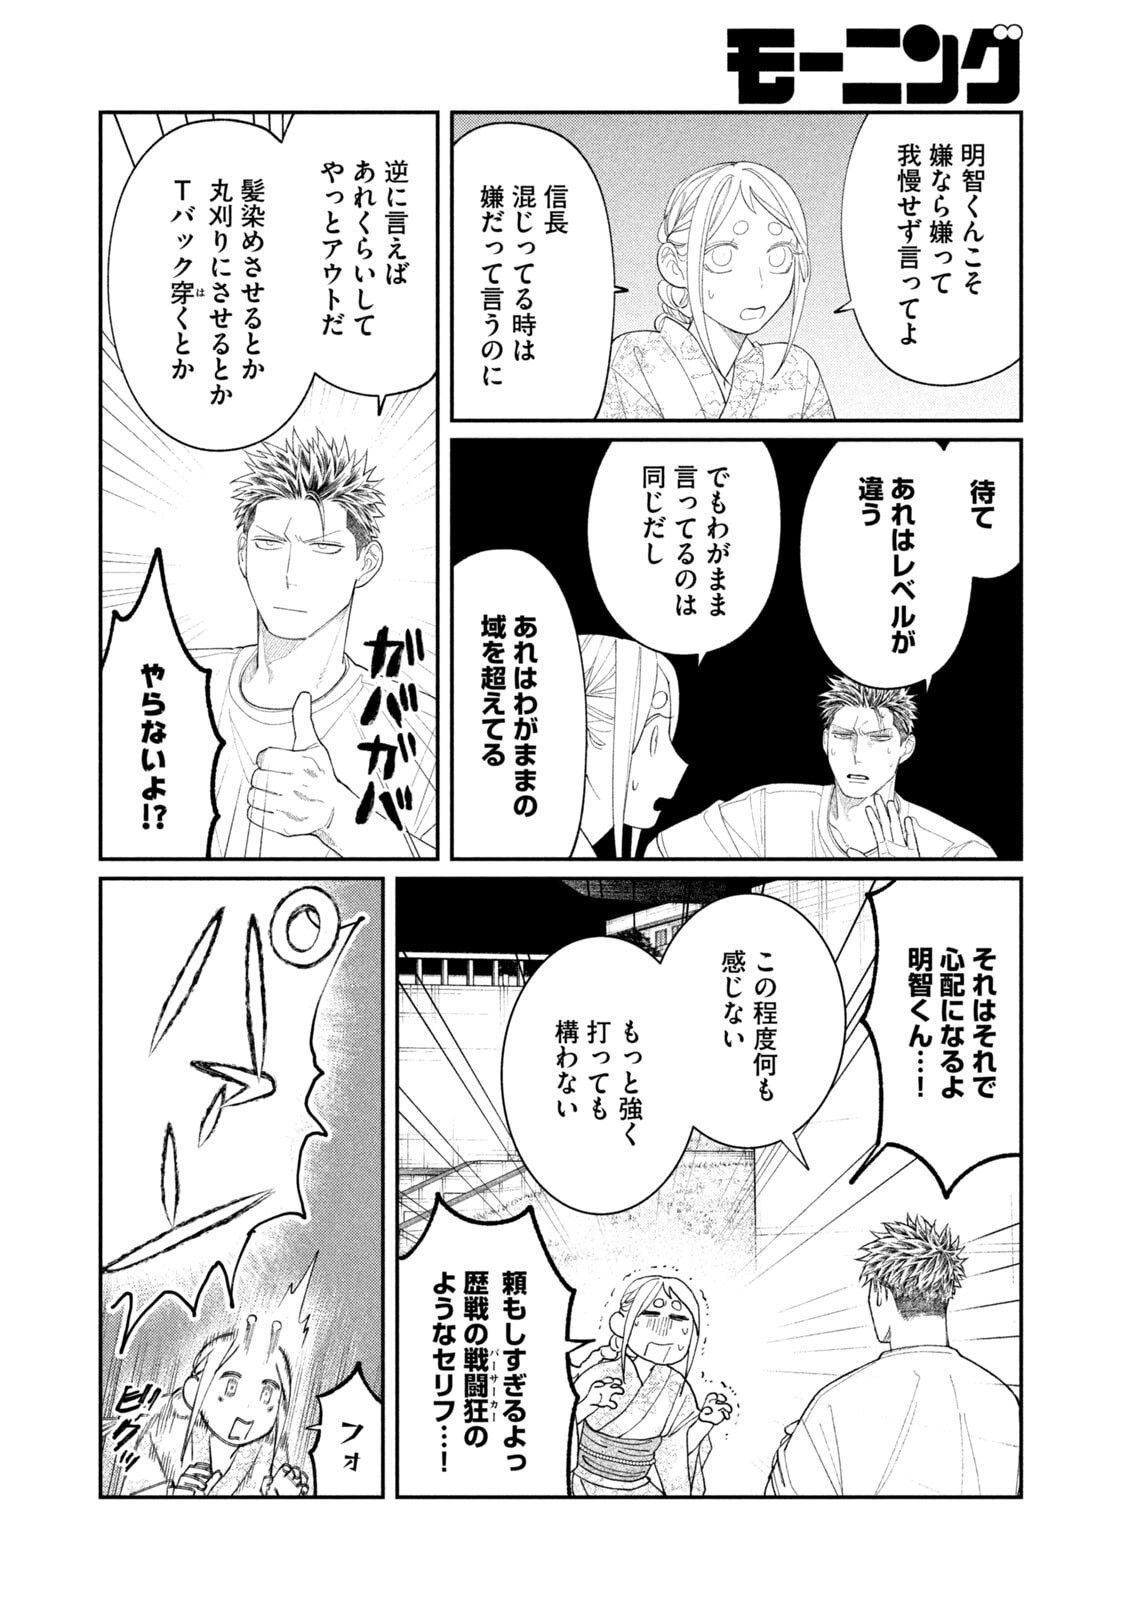 モーニング
明智くんこそ
嫌なら嫌って
我慢せず言ってよ
信長
混じってる時は
嫌だって言うのに
待て
あれはレベルが
違う
でもわがまま
言ってるのは
同じだし
あれはわがままの
域を超えてる
逆に言えば
あれくらいして
やっとアウトだ
髪染めさせるとか
丸刈りにさせるとか
Tバック穿くとか
は
ガバガバ
やらないよ!?
それはそれで
心配になるよ
明智くん…!
この程度何も
感じない
もっと強く
打っても
構わない
頼もしすぎるよっ
歴戦の戦闘狂の
バーサーカー
ようなセリフ…!
フォ
ビクッ